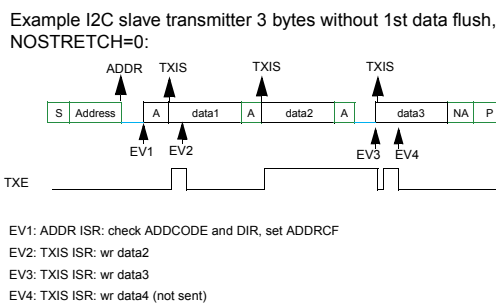 Example I2C slave transmitter 3 bytes without 1st data flush,
NOSTRETCH=0:
ADDR TXIS TXIS TXIS
S Address A data1 A data2 A data3 NA P
EV1 EV2 EV3 EV4
TXE
EV1: ADDR ISR: check ADDCODE and DIR, set ADDRCF
EV2: TXIS ISR: wr data2
EV3: TXIS ISR: wr data3
EV4: TXIS ISR: wr data4 (not sent)